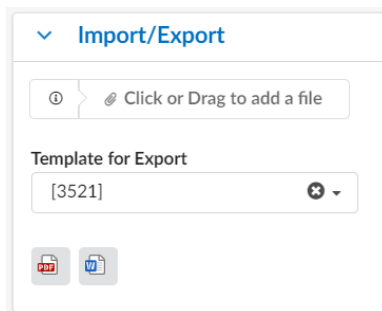 Import/Export
Click or Drag to add a file
Template for Export
[3521]
PDF
W